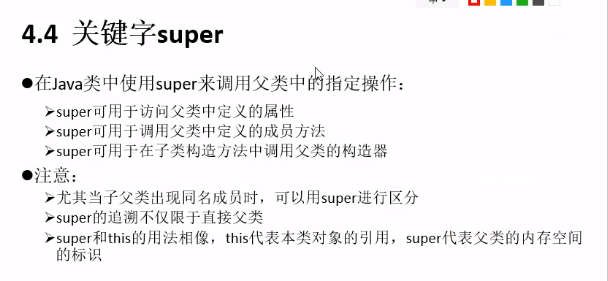 4.4 关键字super
●在Java类中使用super来调用父类中的指定操作：
➢super可用于访问父类中定义的属性
➢super可用于调用父类中定义的成员方法
➢super可用于在子类构造方法中调用父类的构造器
●注意：
➢尤其当子父类出现同名成员时，可以用super进行区分
➢super的追溯不仅限于直接父类
➢super和this的用法相像，this代表本类对象的引用，super代表父类的内存空间
的标识